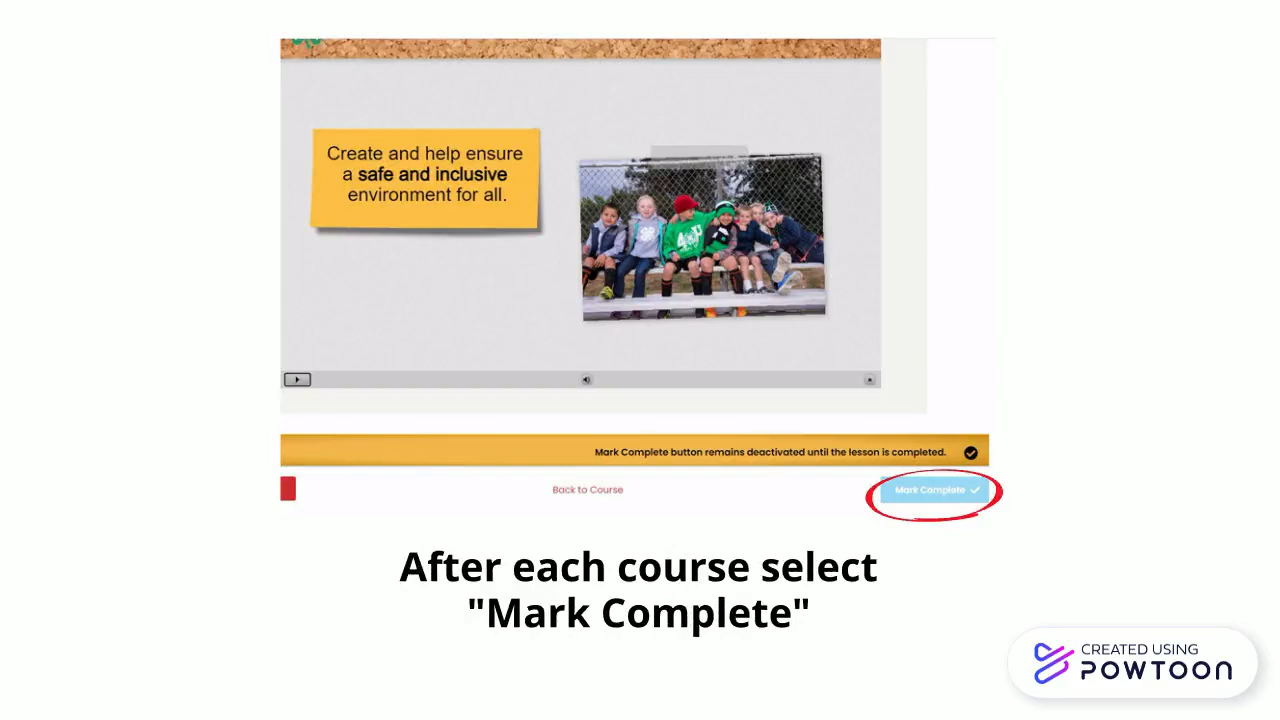 Create and help ensure
a safe and inclusive
environment for all.
Mark Complete button remains deactivated until the lesson is completed.
Back to Course
Mark Complete
After each course select
"Mark Complete"
CREATED USING
POWTOON